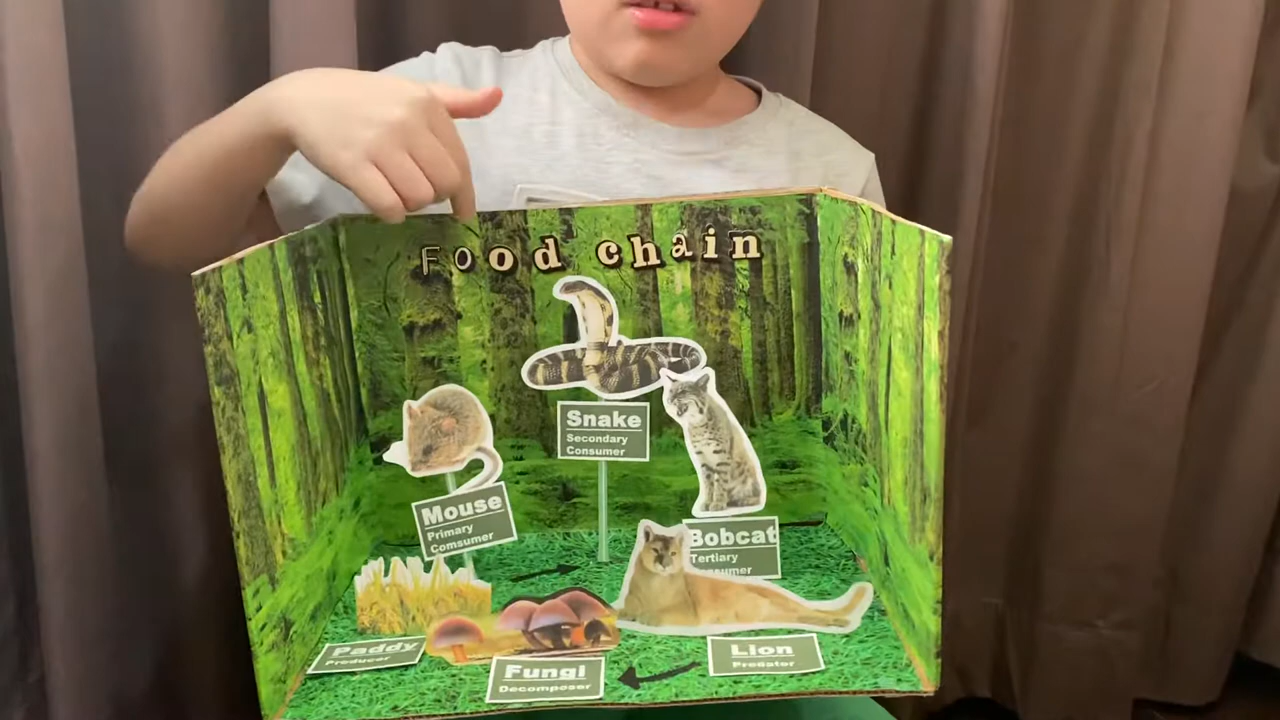 Food chain
Snake
Secondary
Consumer
Mouse
Primary
Comsumer
Bobcat
Tertiary
Paddy
Producer
Lion
Predator
Fungi
Decomposer